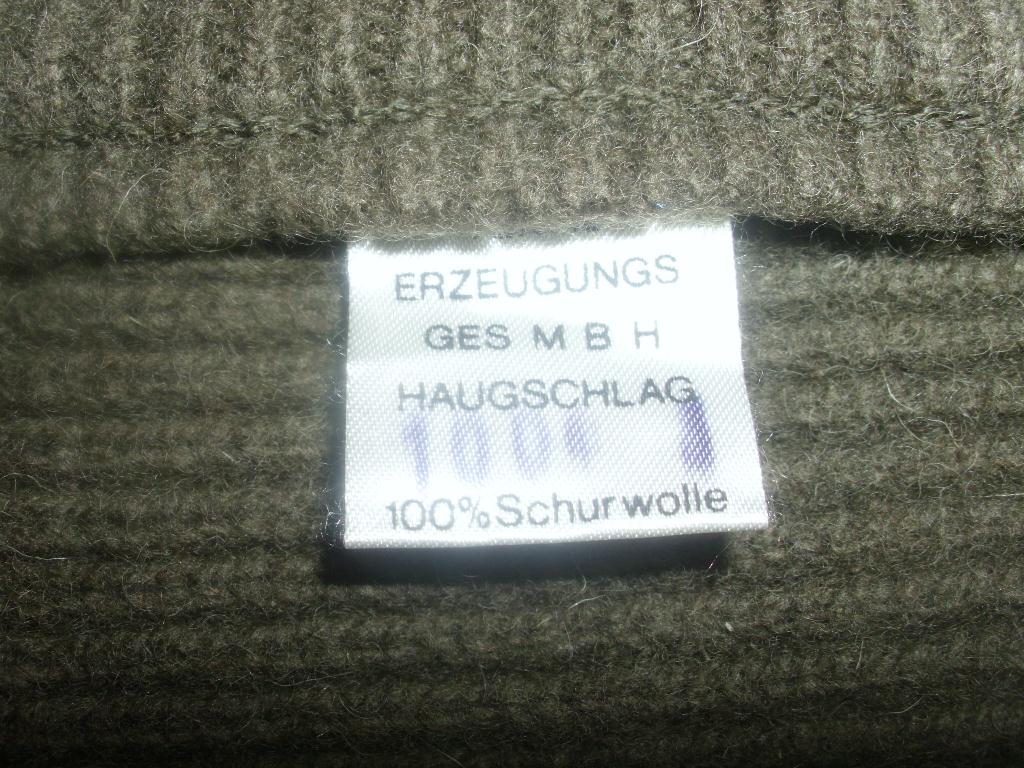 ERZEUGUNGS
GES M B H
HAUGSCHLAG
100%Schurwolle